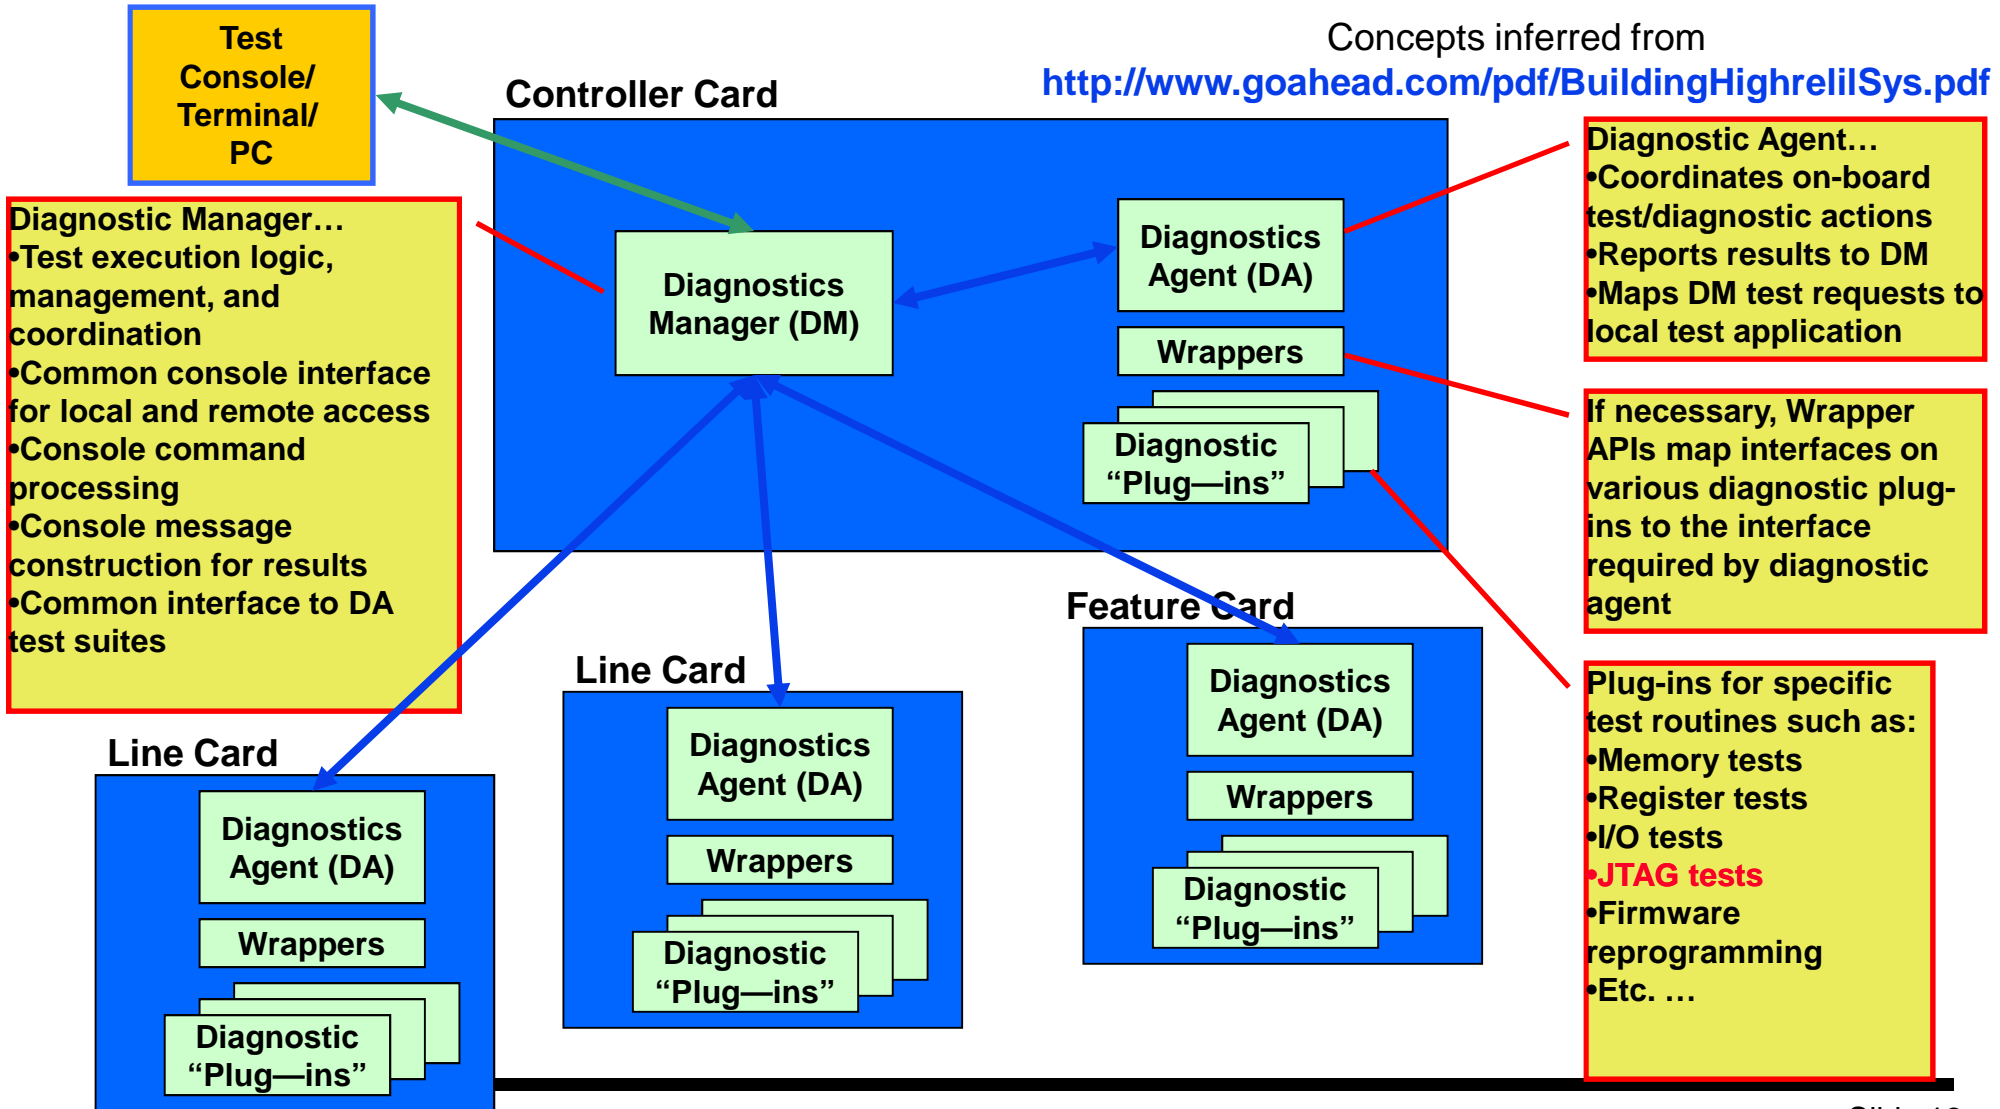 Test
Console/
Terminal/
PC
Concepts inferred from
http://www.goahead.com/pdf/BuildingHighrelilSys.pdf
Controller Card
Diagnostic Manager…
•Test execution logic,
management, and
coordination
•Common console interface
for local and remote access
•Console command
processing
•Console message
construction for results
•Common interface to DA
test suites
Diagnostics
Manager (DM)
Diagnostics
Agent (DA)
Wrappers
Diagnostic
“Plug—ins”
Diagnostic Agent…
•Coordinates on-board
test/diagnostic actions
•Reports results to DM
•Maps DM test requests to
local test application
If necessary, Wrapper
APIs map interfaces on
various diagnostic plug-
ins to the interface
required by diagnostic
agent
Plug-ins for specific
test routines such as:
•Memory tests
•Register tests
•I/O tests
•JTAG tests
•Firmware
reprogramming
•Etc. …
Line Card
Diagnostics
Agent (DA)
Wrappers
Diagnostic
“Plug—ins”
Line Card
Diagnostics
Agent (DA)
Wrappers
Diagnostic
“Plug—ins”
Feature Card
Diagnostics
Agent (DA)
Wrappers
Diagnostic
“Plug—ins”